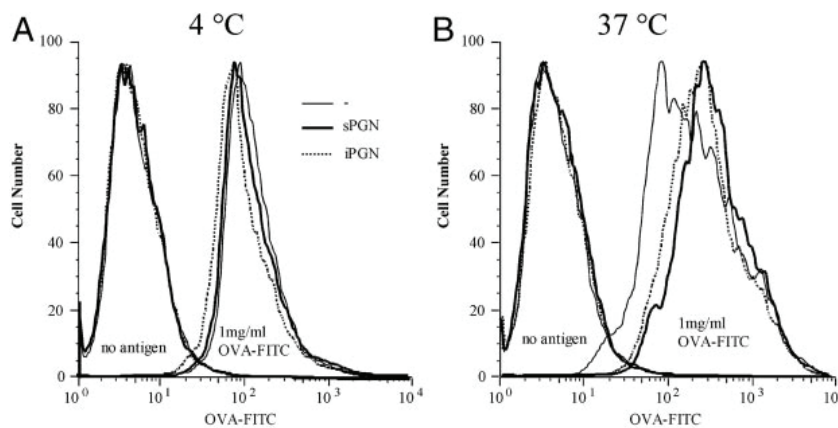 A
4 °C
100
80
60
40
20
0
Cell Number
-
sPGN
iPGN
no antigen
1mg/ml
OVA-FITC
10^0
10^1
10^2
10^3
10^4
OVA-FITC
B
37 °C
100
80
60
40
20
0
Cell Number
no antigen
1mg/ml
OVA-FITC
10^0
10^1
10^2
10^3
10
OVA-FITC